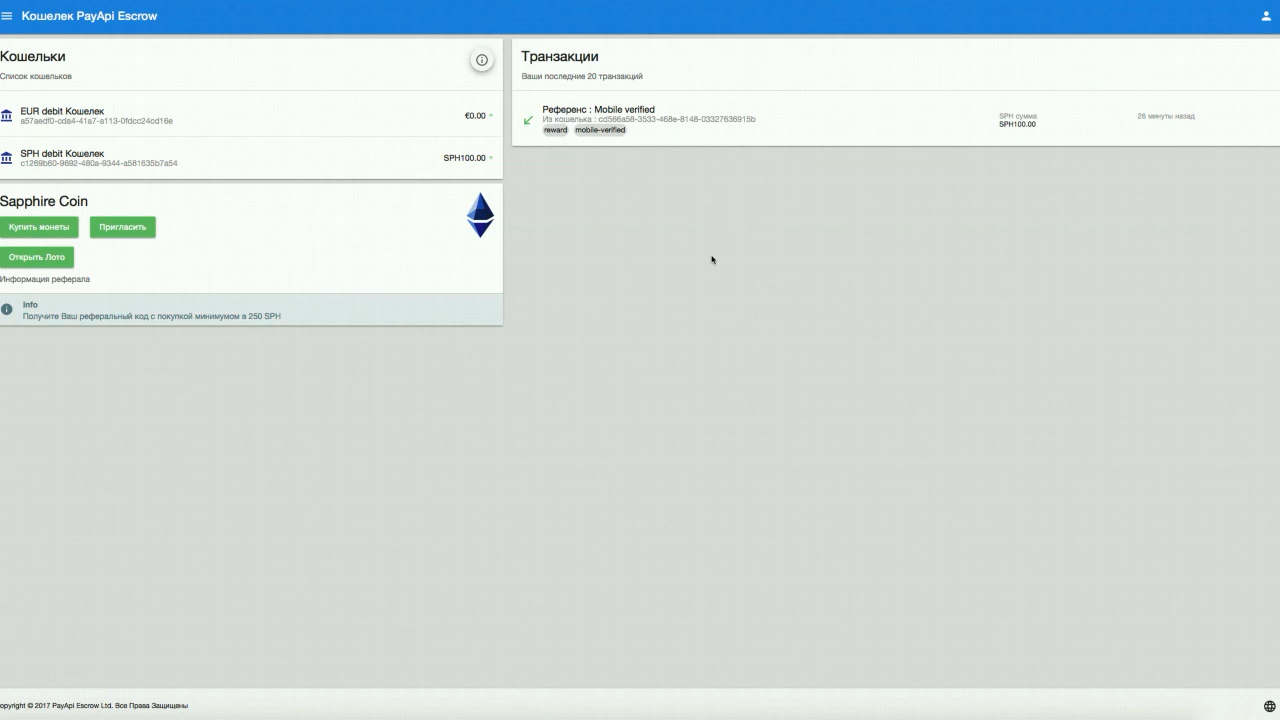 Кошелек PayApi Escrow
Кошельки
Список кошельков
EUR debit Кошелек
a57aedf0-cda4-41a7-a113-0fdcc24cd16e
€0.00
SPH debit Кошелек
c1269b60-9692-480a-9344-a581635b7a54
SPH100.00
Sapphire Coin
Купить монеты
Пригласить
Открыть Лото
Информация реферала
Info
Получите Ваш реферальный код с покупкой минимумом в 250 SPH
Транзакции
Ваши последние 20 транзакций
Референс : Mobile verified
Из кошелька : cd566a58-3533-468e-8148-03327636915b
reward mobile-verified
SPH сумма
SPH100.00
26 минуты назад
opyright © 2017 PayApi Escrow Ltd. Все Права Защищены